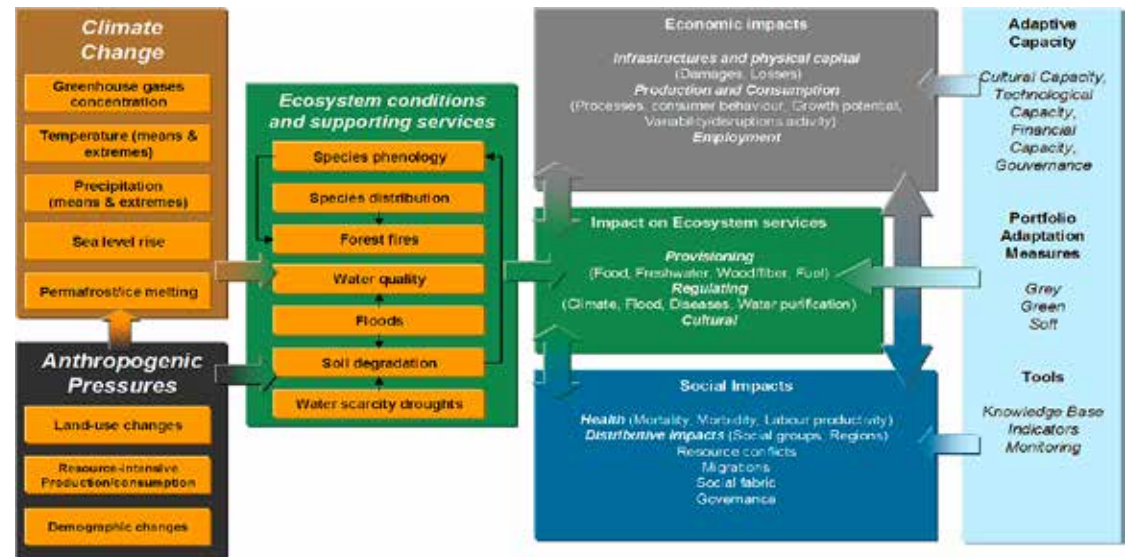 Climate
Change
Greenhouse gases
concentration
Temperature (means &
extremes)
Precipitation
(means & extremes)
Sea level rise
Permafrost/ice melting
Anthropogenic
Pressures
Land-use changes
Resource-intensive
Production/consumption
Demographic changes
Ecosystem conditions
and supporting services
Species phenology
Species distribution
Forest fires
Water quality
Floods
Soil degradation
Water scarcity droughts
Economic impacts
Infrastructures and physical capital
(Damages, Losses)
Production and Consumption
(Processes, consumer behaviour, Growth potential,
Variability/disruptions activity)
Employment
Impact on Ecosystem services
Provisioning
(Food, Freshwater, Wood/fiber, Fuel)
Regulating
(Climate, Flood, Diseases, Water purification)
Cultural
Social Impacts
Health (Mortality, Morbidity, Labour productivity)
Distributive impacts (Social groups, Regions)
Resource conflicts
Migrations
Social fabric
Governance
Adaptive
Capacity
Cultural Capacity,
Technological
Capacity,
Financial
Capacity,
Gouvernance
Portfolio
Adaptation
Measures
Grey
Green
Soft
Tools
Knowledge Base
Indicators
Monitoring